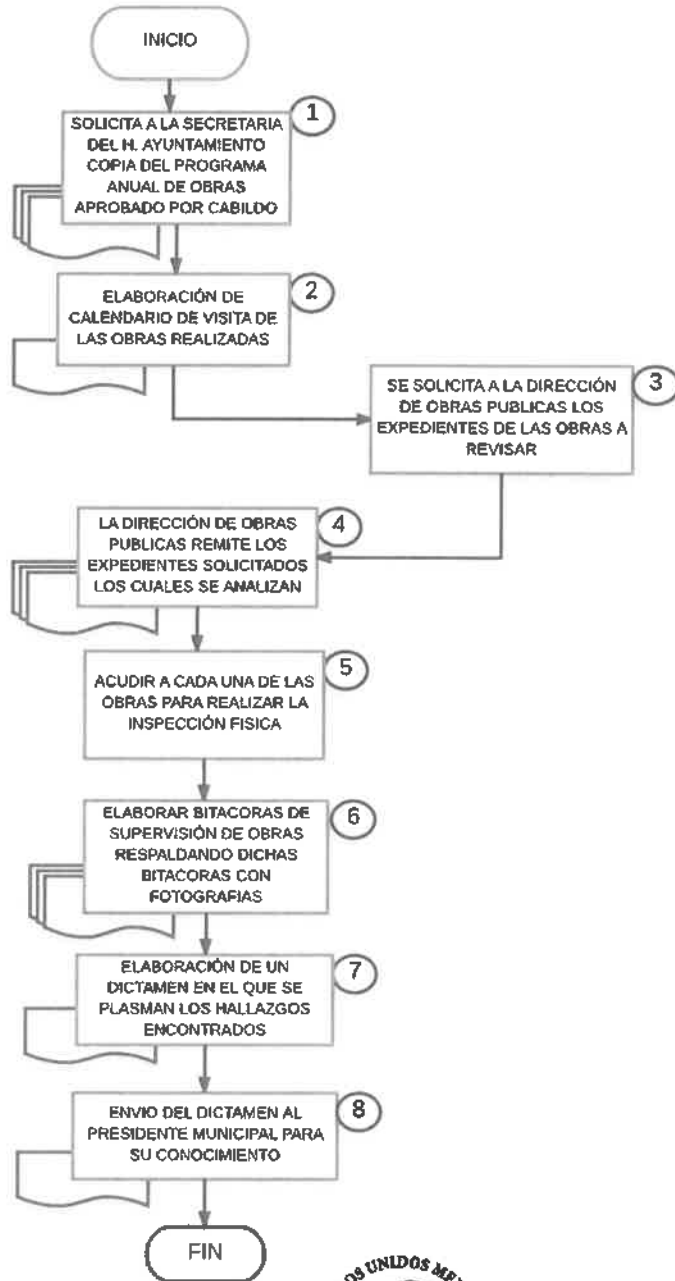 INICIO
1
SOLICITA A LA SECRETARIA
DEL H. AYUNTAMIENTO
COPIA DEL PROGRAMA
ANUAL DE OBRAS
APROBADO POR CABILDO
2
ELABORACIÓN DE
CALENDARIO DE VISITA DE
LAS OBRAS REALIZADAS
3
SE SOLICITA A LA DIRECCIÓN
DE OBRAS PUBLICAS LOS
EXPEDIENTES DE LAS OBRAS A
REVISAR
4
LA DIRECCIÓN DE OBRAS
PUBLICAS REMITE LOS
EXPEDIENTES SOLICITADOS
LOS CUALES SE ANALIZAN
5
ACUDIR A CADA UNA DE LAS
OBRAS PARA REALIZAR LA
INSPECCIÓN FISICA
6
ELABORAR BITACORAS DE
SUPERVISIÓN DE OBRAS
RESPALDANDO DICHAS
BITACORAS CON
FOTOGRAFIAS
7
ELABORACIÓN DE UN
DICTAMEN EN EL QUE SE
PLASMAN LOS HALLAZGOS
ENCONTRADOS
8
ENVIO DEL DICTAMEN AL
PRESIDENTE MUNICIPAL PARA
SU CONOCIMIENTO
FIN
UNIDOS